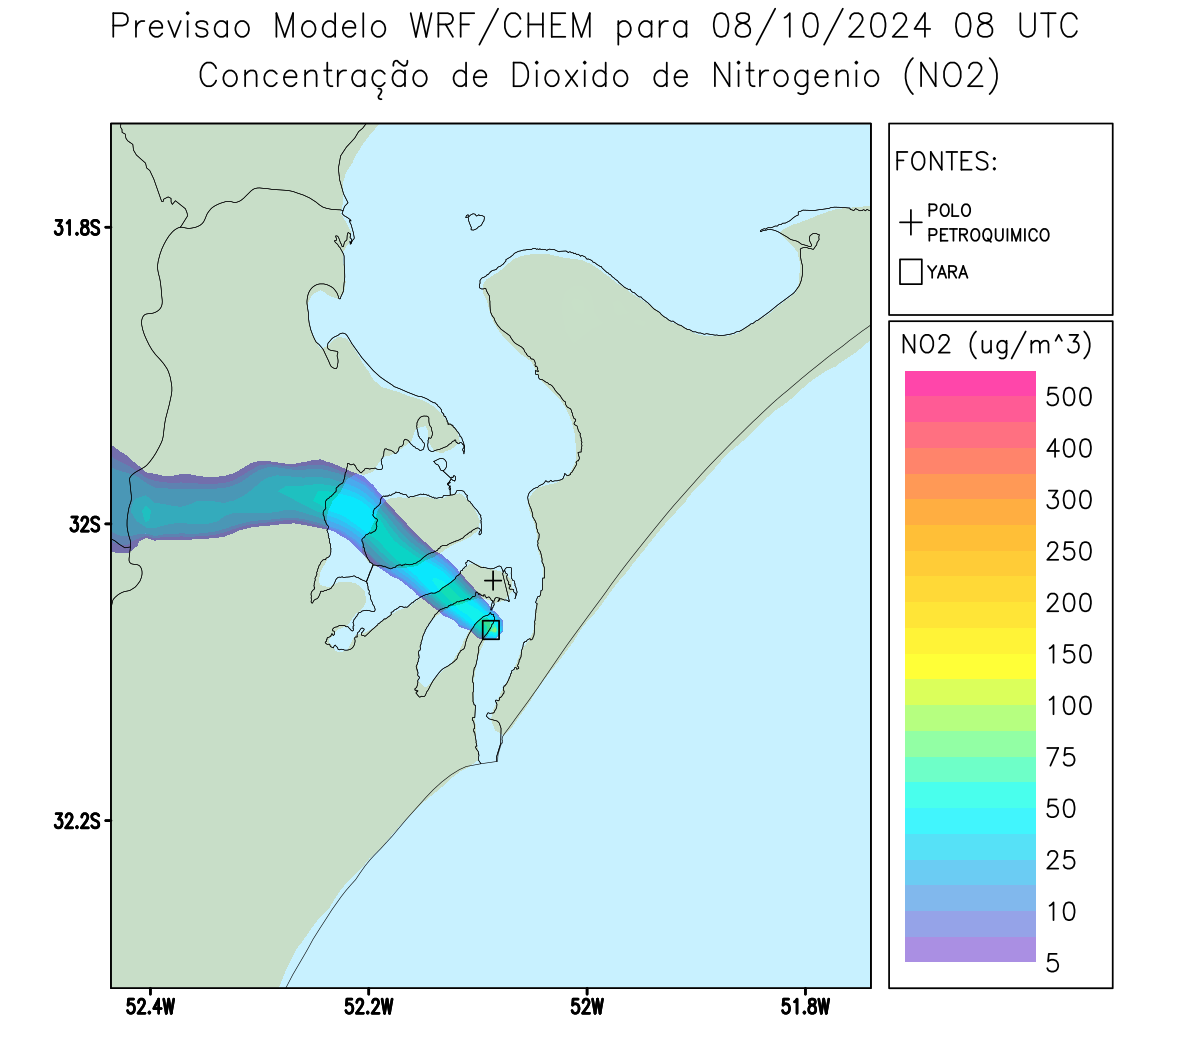 Previsao Modelo WRF/CHEM para 08/10/2024 08 UTC
Concentração de Dioxido de Nitrogenio (NO2)
FONTES:
POLO
PETROQUIMICO
YARA
31.8S
32S
32.2S
52.4W
52.2W
52W
51.8W
NO2 (ug/m^3)
500
400
300
250
200
150
100
75
50
25
10
5